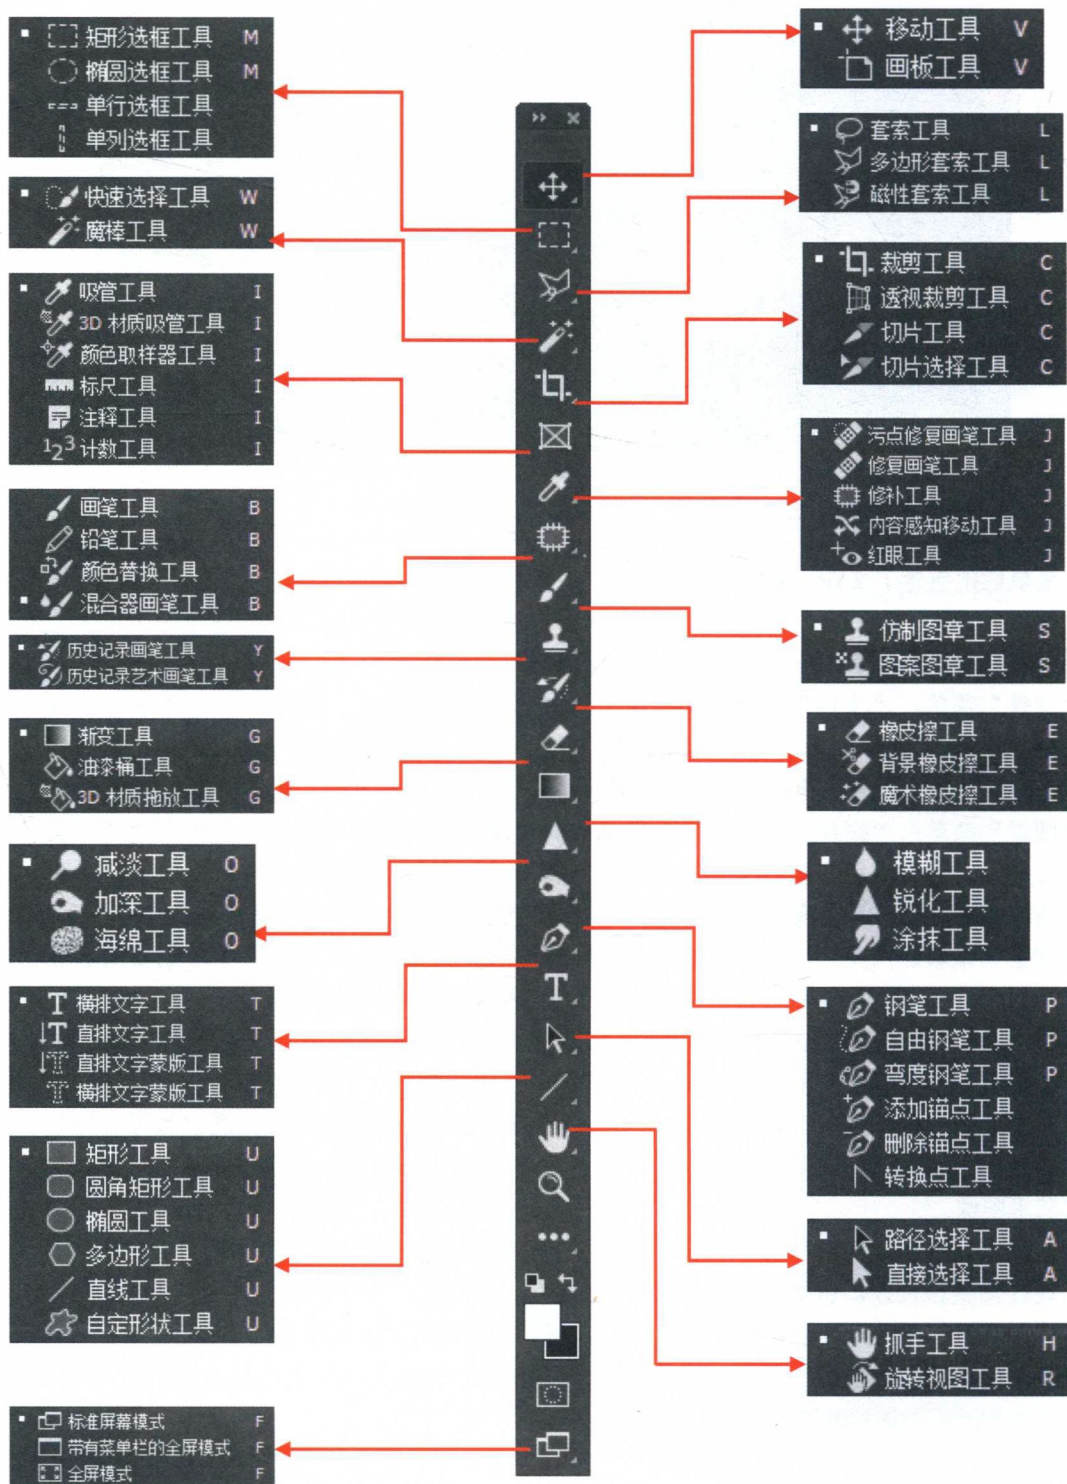 矩形选框工具 M
椭圆选框工具 M
单行选框工具
单列选框工具
快速选择工具 W
魔棒工具 W
吸管工具 I
3D 材质吸管工具 I
颜色取样器工具 I
标尺工具 I
注释工具 I
123 计数工具 I
画笔工具 B
铅笔工具 B
颜色替换工具 B
混合器画笔工具 B
历史记录画笔工具 Y
历史记录艺术画笔工具 Y
渐变工具 G
油漆桶工具 G
3D 材质拖放工具 G
减淡工具 O
加深工具 O
海绵工具 O
T 横排文字工具 T
T 直排文字工具 T
T 直排文字蒙版工具 T
T 横排文字蒙版工具 T
矩形工具 U
圆角矩形工具 U
椭圆工具 U
多边形工具 U
直线工具 U
自定形状工具 U
标准屏幕模式 F
带有菜单栏的全屏模式 F
全屏模式 F
T
移动工具 V
画板工具 V
套索工具 L
多边形套索工具 L
磁性套索工具 L
裁剪工具 C
透视裁剪工具 C
切片工具 C
切片选择工具 C
污点修复画笔工具 J
修复画笔工具 J
修补工具 J
内容感知移动工具 J
红眼工具 J
仿制图章工具 S
图案图章工具 S
橡皮擦工具 E
背景橡皮擦工具 E
魔术橡皮擦工具 E
模糊工具
锐化工具
涂抹工具
钢笔工具 P
自由钢笔工具 P
弯度钢笔工具 P
添加锚点工具
删除锚点工具
转换点工具
路径选择工具 A
直接选择工具 A
抓手工具 H
旋转视图工具 R